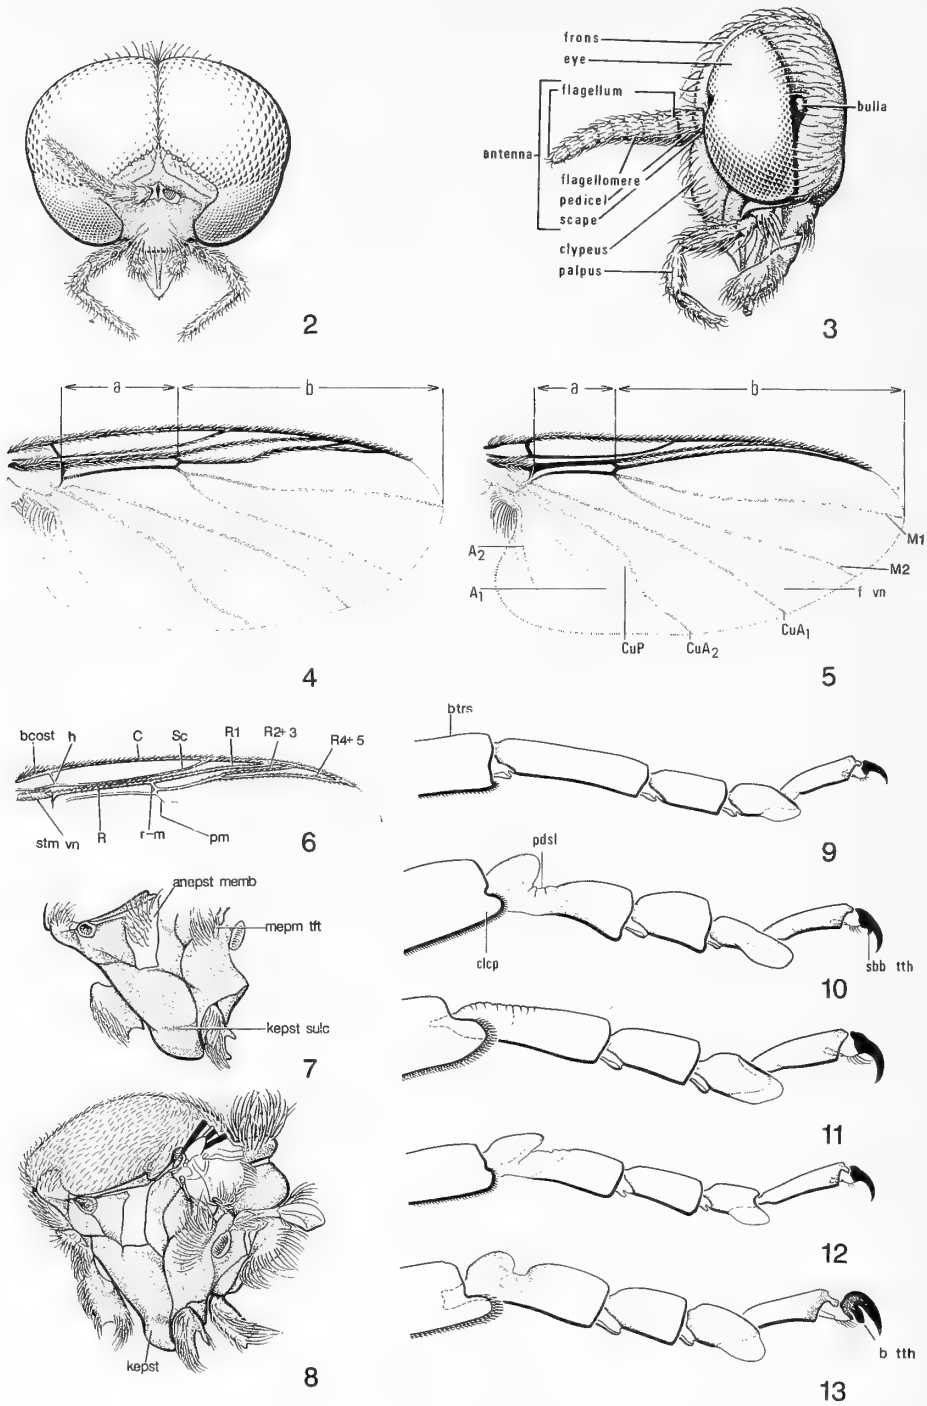 frons
eye
flagellum
bulla
antenna
flagellomere
pedicel
scape
clypeus
palpus
2
3
a
b
a
b
M1
A2
M2
A1
f vn
CuA1
CuP
CuA2
4
5
bcost
h
C
Sc
R1
R2+3
R4+5
stm vn
R
r-m
pm
6
btrs
9
anepst memb
mepm tft
kepst sulc
7
pdsl
clcp
sbb tth
10
11
kepst
8
12
b tth
13